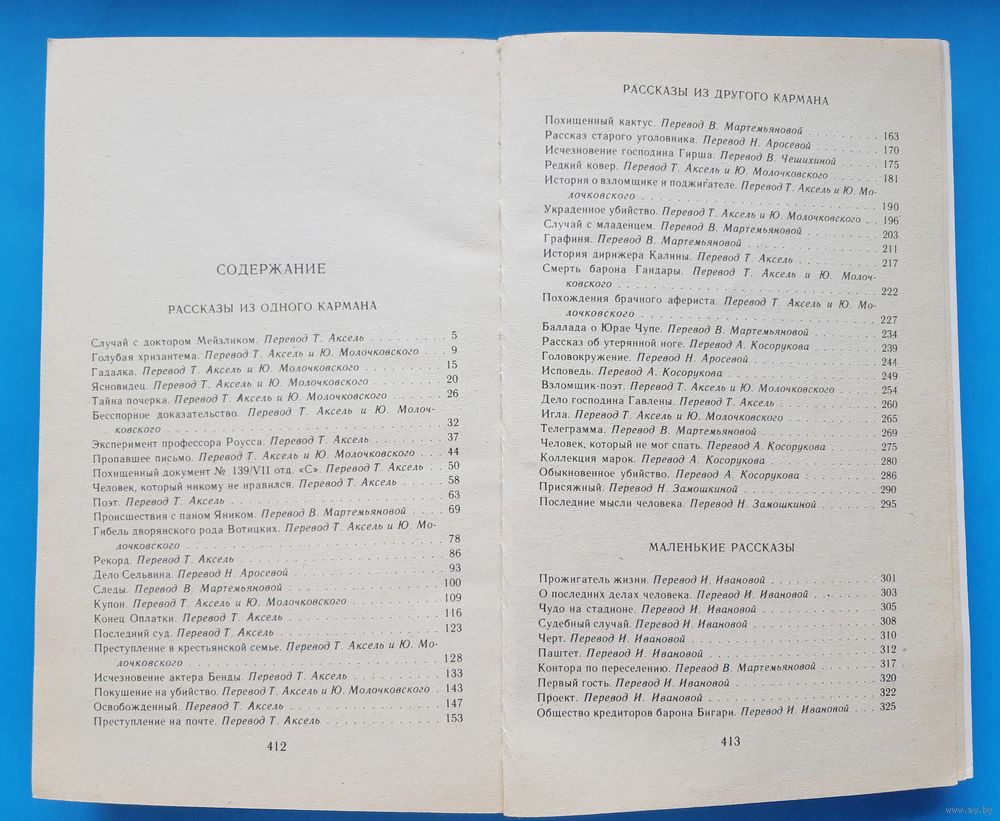 СОДЕРЖАНИЕ
РАССКАЗЫ ИЗ ОДНОГО КАРМАНА
Случай с доктором Мейзликом. Перевод Т. Аксель . . . . . . . 5
Голубая хризантема. Перевод Т. Аксель и Ю. Молочковского . . . 9
Гадалка. Перевод Т. Аксель и Ю. Молочковского . . . . . . . 15
Ясновидец. Перевод Т. Аксель и Ю. Молочковского . . . . . . 20
Тайна почерка. Перевод Т. Аксель и Ю. Молочковского . . . . . 26
Бесспорное доказательство. Перевод Т. Аксель и Ю. Молоч-
ковского . . . . . . . . . . . . . . . . . . . . 32
Эксперимент профессора Роусса. Перевод Т. Аксель . . . . . . 37
Пропавшее письмо. Перевод Т. Аксель и Ю. Молочковского . . . 44
Похищенный документ № 139/VII отд. «С». Перевод Т. Аксель . . . 50
Человек, который никому не нравился. Перевод Т. Аксель . . . . 58
Поэт. Перевод Т. Аксель . . . . . . . . . . . . . . . . 63
Происшествия с паном Яником. Перевод В. Мартемьяновой . . . . 69
Гибель дворянского рода Вотицких. Перевод Т. Аксель и Ю. Мо-
лочковского . . . . . . . . . . . . . . . . . . . 78
Рекорд. Перевод Т. Аксель . . . . . . . . . . . . . . . 86
Дело Сельвина. Перевод Н. Аросевой . . . . . . . . . . . . 93
Следы. Перевод В. Мартемьяновой . . . . . . . . . . . . . 100
Купон. Перевод Т. Аксель и Ю. Молочковского . . . . . . . . 109
Конец Оплатки. Перевод Т. Аксель . . . . . . . . . . . . . 116
Последний суд. Перевод Т. Аксель . . . . . . . . . . . . . 123
Преступление в крестьянской семье. Перевод Т. Аксель и Ю. Мо-
лочковского . . . . . . . . . . . . . . . . . . . 128
Исчезновение актера Бенды. Перевод Т. Аксель . . . . . . . . 133
Покушение на убийство. Перевод Т. Аксель и Ю. Молочковского . 143
Освобожденный. Перевод Т. Аксель . . . . . . . . . . . . . 147
Преступление на почте. Перевод Т. Аксель . . . . . . . . . . 153
412
РАССКАЗЫ ИЗ ДРУГОГО КАРМАНА
Похищенный кактус. Перевод В. Мартемьяновой . . . . . . . . 163
Рассказ старого уголовника. Перевод Н. Аросевой . . . . . . . 170
Исчезновение господина Гирша. Перевод В. Чешихиной . . . . . 175
Редкий ковер. Перевод Т. Аксель и Ю. Молочковского . . . . . 181
История о взломщике и поджигателе. Перевод Т. Аксель и Ю. Мо-
лочковского . . . . . . . . . . . . . . . . . . . 190
Украденное убийство. Перевод Т. Аксель и Ю. Молочковского . . . 196
Случай с младенцем. Перевод В. Мартемьяновой . . . . . . . . 203
Графиня. Перевод В. Мартемьяновой . . . . . . . . . . . . 211
История дирижера Калины. Перевод Т. Аксель . . . . . . . . 217
Смерть барона Гандары. Перевод Т. Аксель и Ю. Молоч-
ковского . . . . . . . . . . . . . . . . . . . . 222
Похождения брачного афериста. Перевод Т. Аксель и Ю. Мо-
лочковского . . . . . . . . . . . . . . . . . . . 227
Баллада о Юрае Чупе. Перевод В. Мартемьяновой . . . . . . . 234
Рассказ об утерянной ноге. Перевод А. Косорукова . . . . . . . 239
Головокружение. Перевод Н. Аросевой . . . . . . . . . . . . 244
Исповедь. Перевод А. Косорукова . . . . . . . . . . . . . 249
Взломщик-поэт. Перевод Т. Аксель и Ю. Молочковского . . . . . 254
Дело господина Гавлены. Перевод Т. Аксель . . . . . . . . . 260
Игла. Перевод Т. Аксель и Ю. Молочковского . . . . . . . . . 265
Телеграмма. Перевод В. Мартемьяновой . . . . . . . . . . . 269
Человек, который не мог спать. Перевод А. Косорукова . . . . . 275
Коллекция марок. Перевод А. Косорукова . . . . . . . . . . 280
Обыкновенное убийство. Перевод А. Косорукова . . . . . . . . 286
Присяжный. Перевод Н. Замошкиной . . . . . . . . . . . . . 290
Последние мысли человека. Перевод Н. Замошкиной . . . . . . 295
МАЛЕНЬКИЕ РАССКАЗЫ
Прожигатель жизни. Перевод И. Ивановой . . . . . . . . . . 301
О последних делах человека. Перевод И. Ивановой . . . . . . . 303
Чудо на стадионе. Перевод И. Ивановой . . . . . . . . . . . 305
Судебный случай. Перевод И. Ивановой . . . . . . . . . . . 308
Черт. Перевод И. Ивановой . . . . . . . . . . . . . . . . 310
Паштет. Перевод И. Ивановой . . . . . . . . . . . . . . . 312
Контора по переселению. Перевод В. Мартемьяновой . . . . . . 317
Первый гость. Перевод И. Ивановой . . . . . . . . . . . . . 320
Проект. Перевод И. Ивановой . . . . . . . . . . . . . . . 322
Общество кредиторов барона Бигари. Перевод И. Ивановой . . . 325
413
www.ay.by